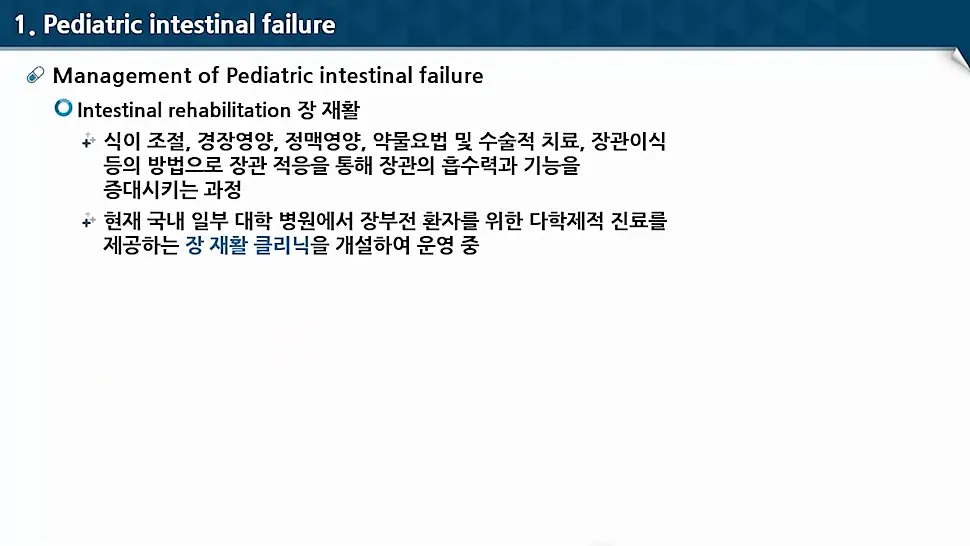 1. Pediatric intestinal failure
Management of Pediatric intestinal failure
Intestinal rehabilitation 장 재활
식이 조절, 경장영양, 정맥영양, 약물요법 및 수술적 치료, 장관이식
등의 방법으로 장관 적응을 통해 장관의 흡수력과 기능을
증대시키는 과정
현재 국내 일부 대학 병원에서 장부전 환자를 위한 다학제적 진료를
제공하는 장 재활 클리닉을 개설하여 운영 중